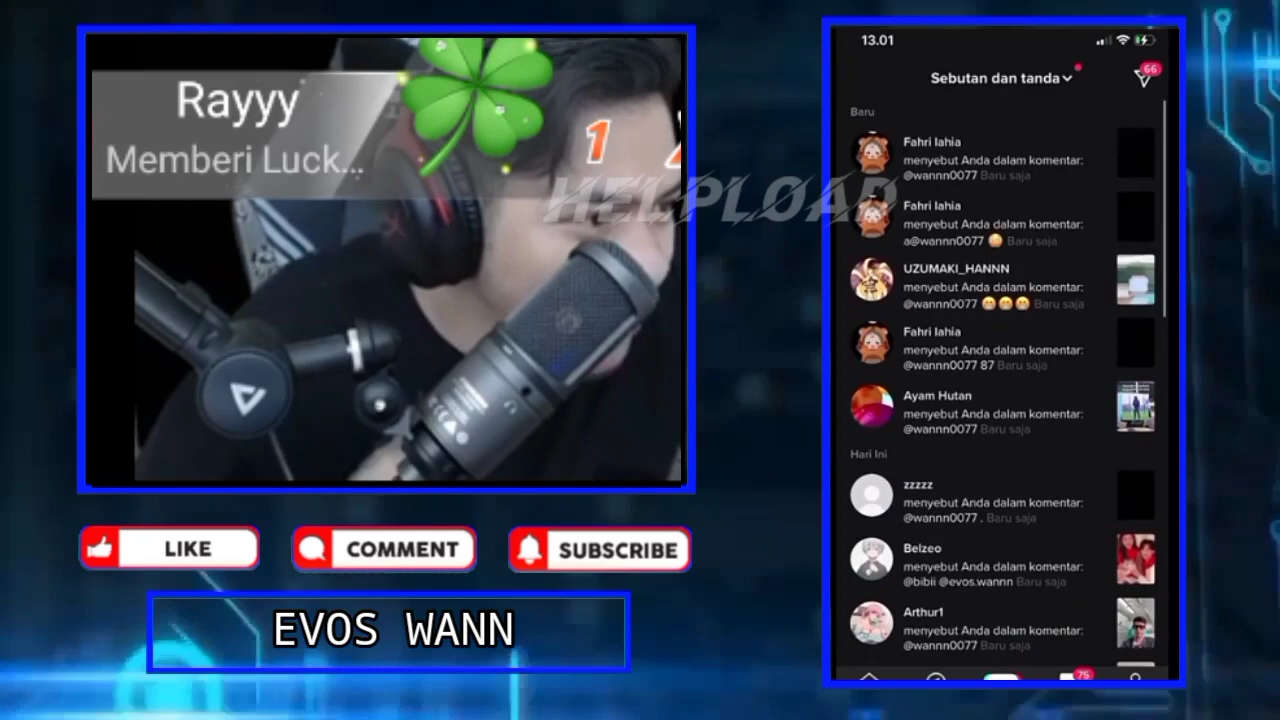 Rayyy
Memberi Luck...
1
HELPLOAD
LIKE
COMMENT
SUBSCRIBE
EVOS WANN
13.01
Sebutan dan tanda
66
Baru
Fahri lahia
menyebut Anda dalam komentar:
@wannn0077 Baru saja
Fahri lahia
menyebut Anda dalam komentar:
a@wannn0077 😁 Baru saja
UZUMAKI_HANNN
menyebut Anda dalam komentar:
@wannn0077 😁😁😁 Baru saja
Fahri lahia
menyebut Anda dalam komentar:
@wannn0077 87 Baru saja
Ayam Hutan
menyebut Anda dalam komentar:
@wannn0077 Baru saja
Hari Ini
zzzzz
menyebut Anda dalam komentar:
@wannn0077 . Baru saja
Belzeo
menyebut Anda dalam komentar:
@bibii @evos.wannn Baru saja
Arthur1
menyebut Anda dalam komentar:
@wannn0077 Baru saja
75